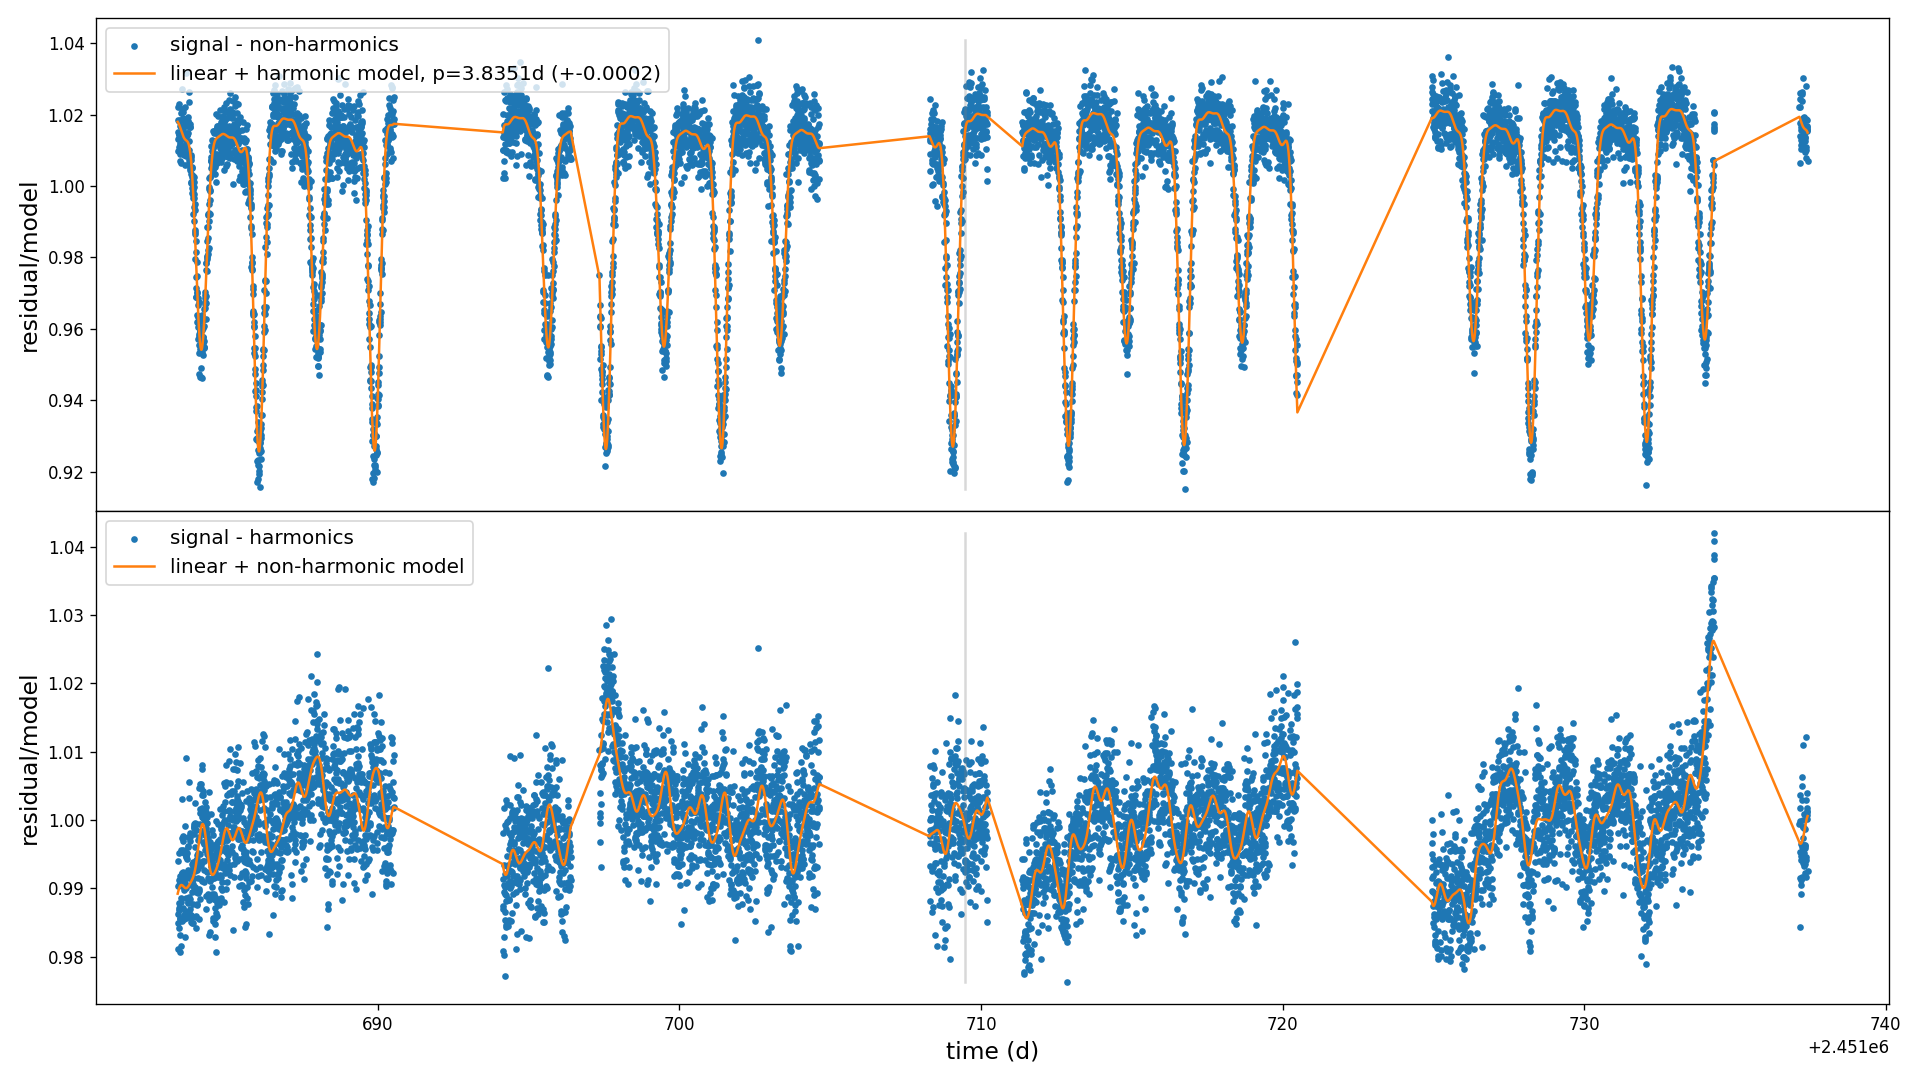 signal - non-harmonics
linear + harmonic model, p=3.8351d (+-0.0002)
1.04
1.02
1.00
0.98
0.96
0.94
0.92
residual/model
signal - harmonics
linear + non-harmonic model
1.04
1.03
1.02
1.01
1.00
0.99
0.98
residual/model
690
700
710
720
730
740
time (d)
+2.451e6